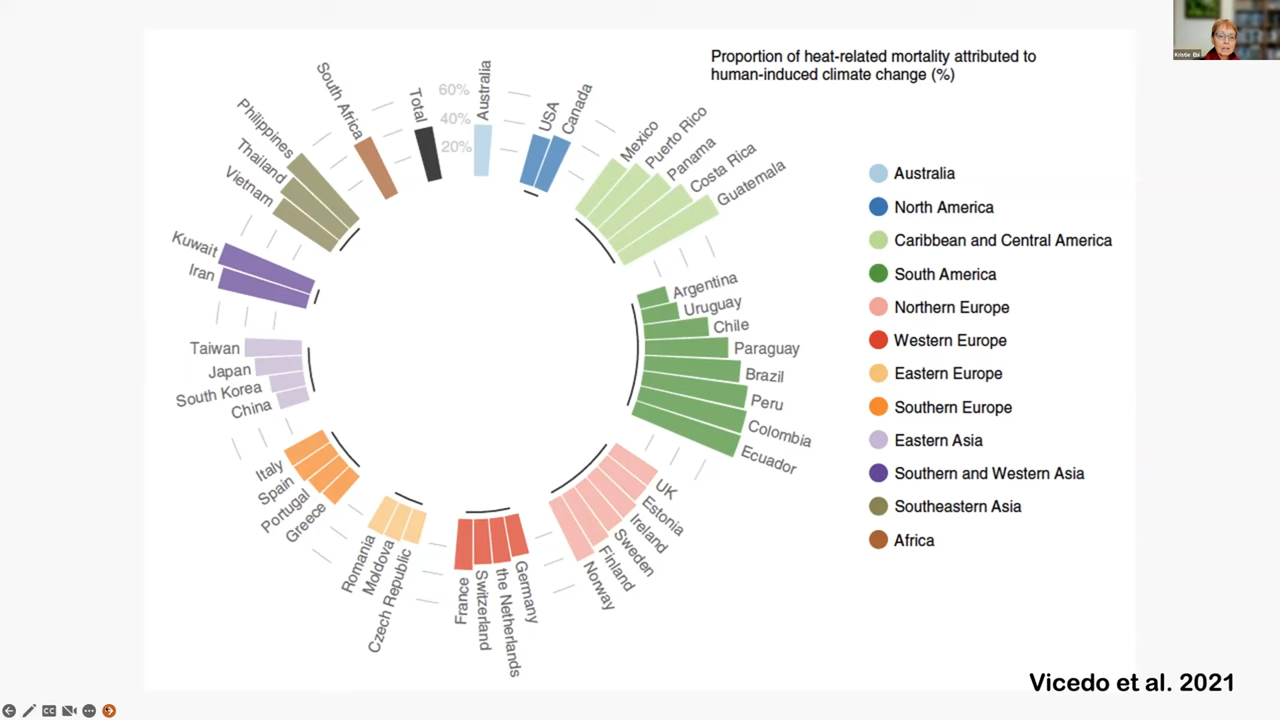 Kristie Ebi
Proportion of heat-related mortality attributed to
human-induced climate change (%)
60%
40%
20%
Total
Australia
USA
Canada
Mexico
Puerto Rico
Panama
Costa Rica
Guatemala
Argentina
Uruguay
Chile
Paraguay
Brazil
Peru
Colombia
Ecuador
UK
Estonia
Ireland
Sweden
Finland
Norway
Germany
the Netherlands
Switzerland
France
Czech Republic
Moldova
Romania
Greece
Portugal
Spain
Italy
China
South Korea
Japan
Taiwan
Iran
Kuwait
Vietnam
Thailand
Philippines
South Africa
Australia
North America
Caribbean and Central America
South America
Northern Europe
Western Europe
Eastern Europe
Southern Europe
Eastern Asia
Southern and Western Asia
Southeastern Asia
Africa
Vicedo et al. 2021
CC